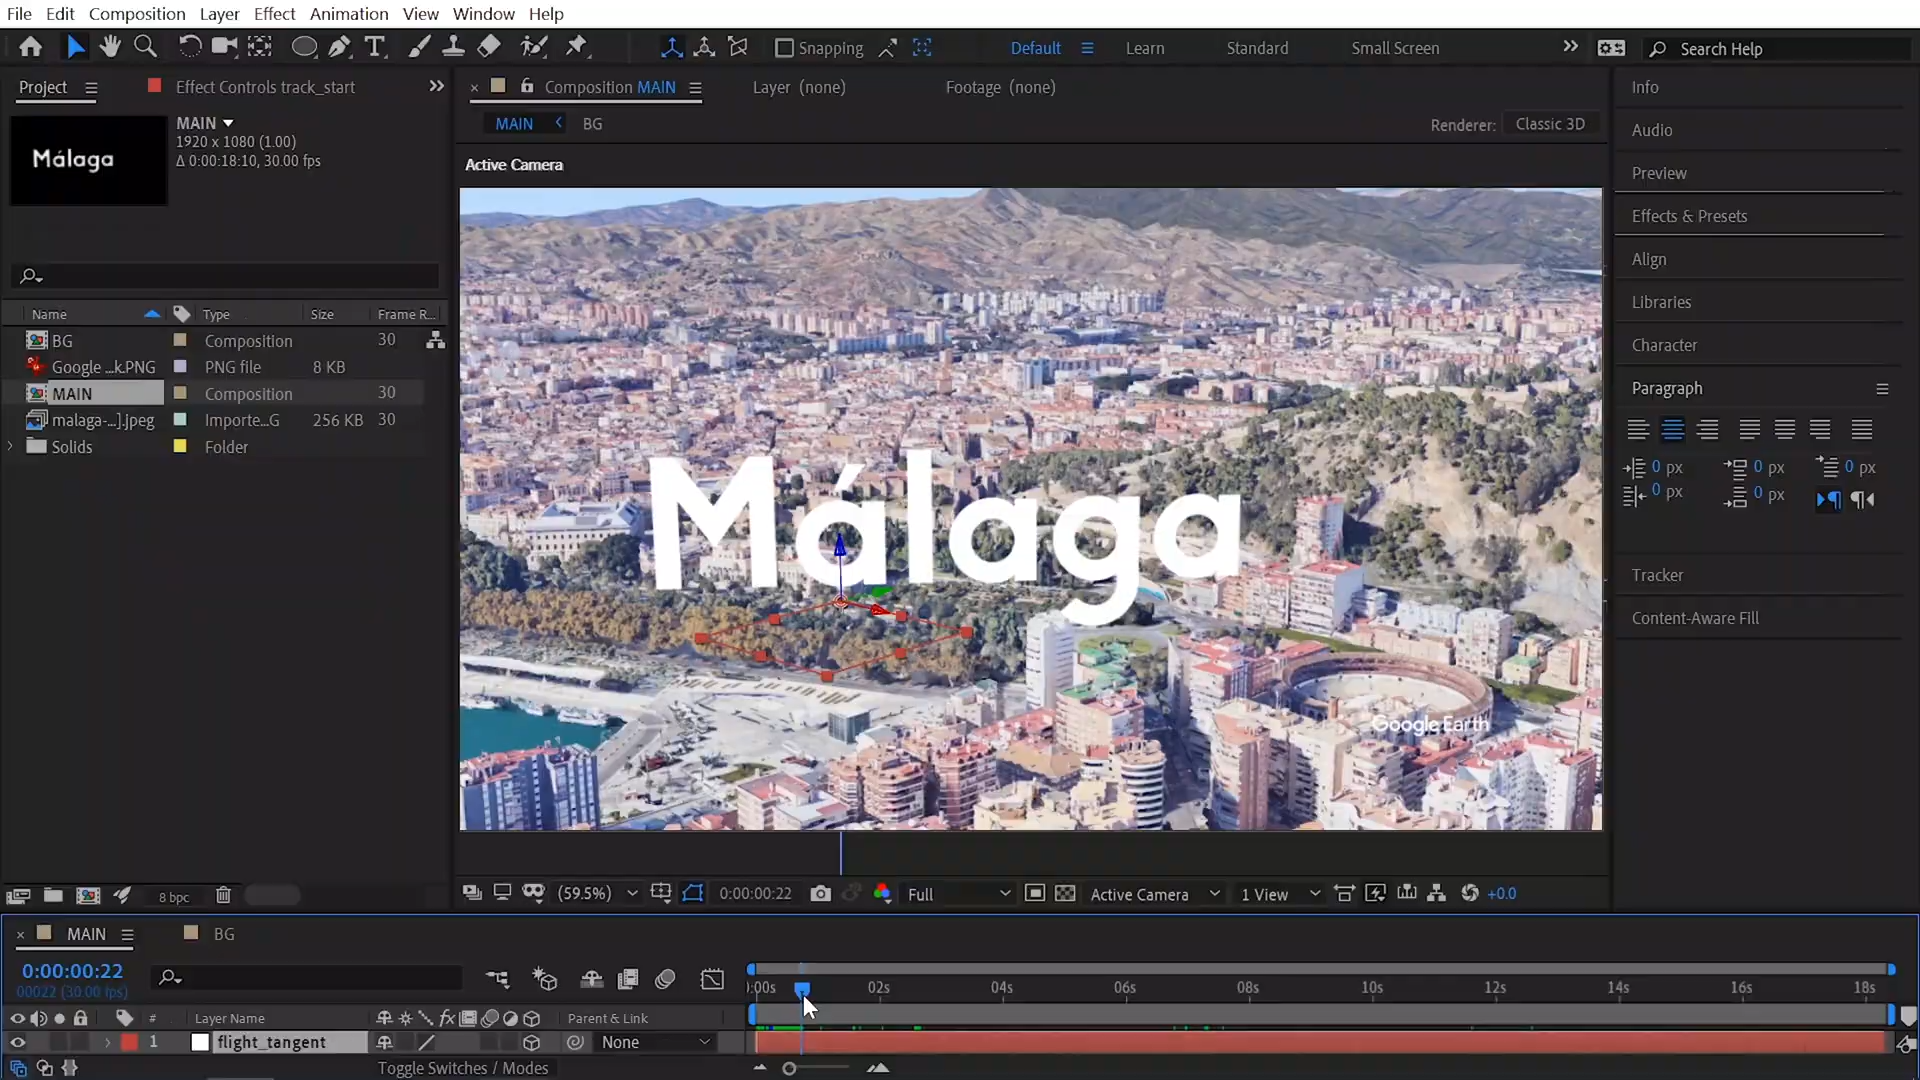 File Edit Composition Layer Effect Animation View Window Help
Snapping
Default Learn Standard Small Screen
Search Help
Project
Effect Controls track_start
MAIN
1920 x 1080 (1.00)
Δ 0:00:18:10, 30.00 fps
Málaga
Name Type Size Frame R...
BG Composition 30
Google ...k.PNG PNG file 8 KB
MAIN Composition 30
malaga-...].jpeg Importe...G 256 KB 30
Solids Folder
8 bpc
Composition MAIN
Layer (none)
Footage (none)
MAIN BG
Renderer: Classic 3D
Active Camera
Málaga
Google Earth
(59.5%) 0:00:00:22 Full Active Camera 1 View +0.0
Info
Audio
Preview
Effects & Presets
Align
Libraries
Character
Paragraph
0 px 0 px 0 px
0 px 0 px
Tracker
Content-Aware Fill
MAIN BG
0:00:00:22
00022 (30.00 fps)
# Layer Name fx Parent & Link
1 flight_tangent None
Toggle Switches / Modes
):00s 02s 04s 06s 08s 10s 12s 14s 16s 18s